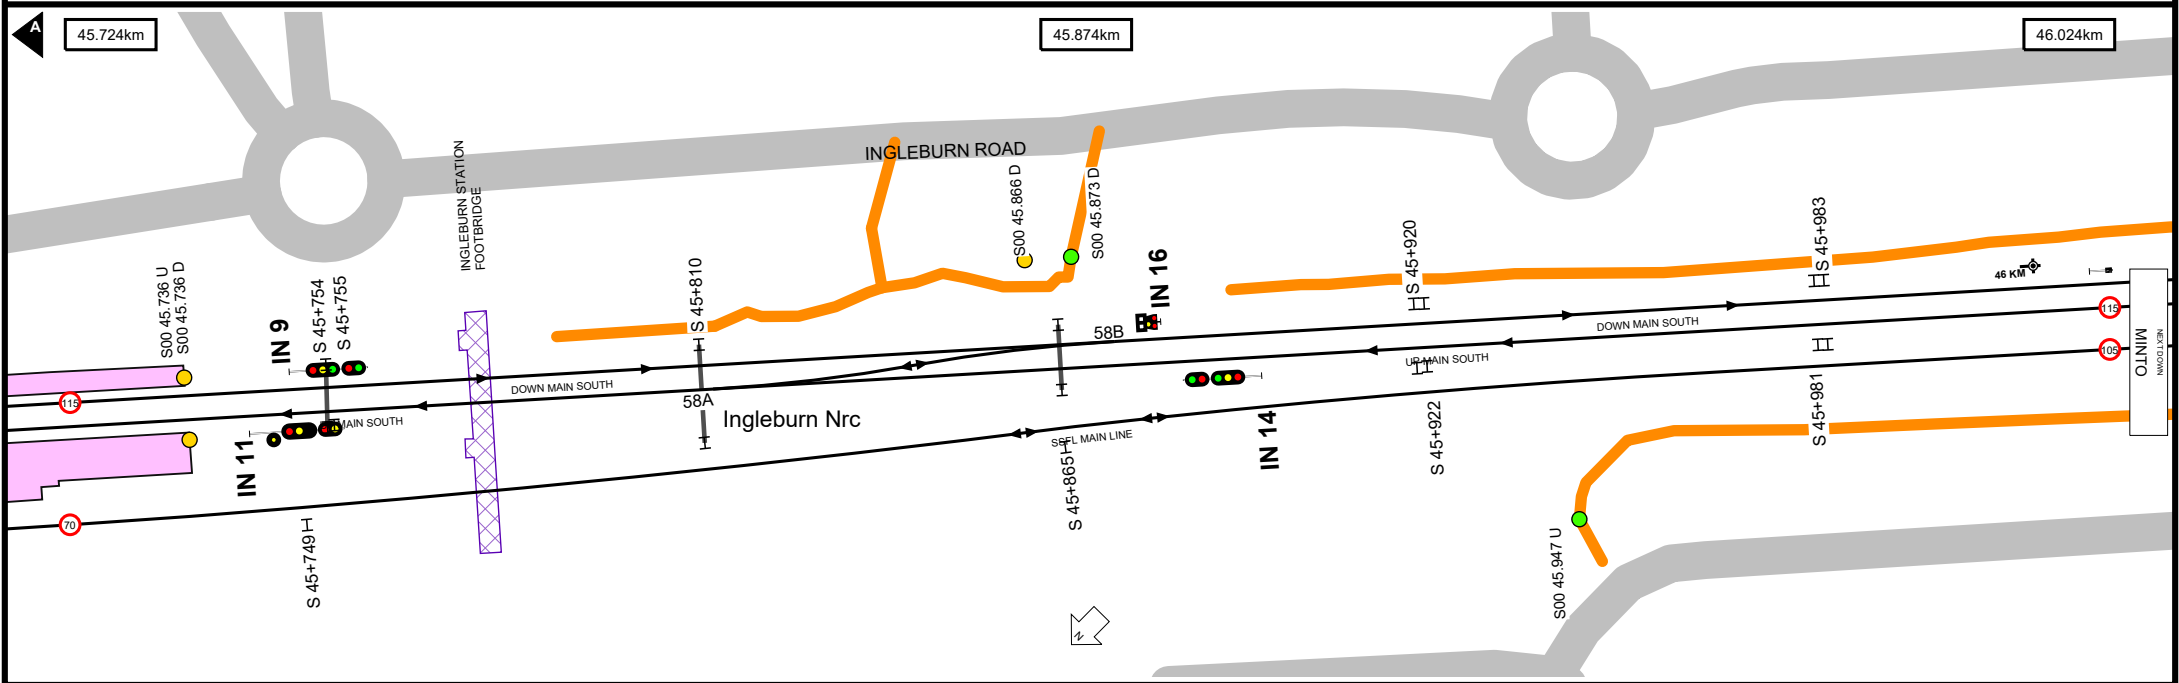 A
45.724km
45.874km
46.024km
INGLEBURN ROAD
INGLEBURN STATION
FOOTBRIDGE
S00 45.866 D
S00 45.873 D
S00 45.736 U
S00 45.736 D
IN 9
S 45+754
S 45+755
S 45+810
IN 16
S 45+920
S 45+983
46 KM
115
DOWN MAIN SOUTH
58B
DOWN MAIN SOUTH
115
MAIN SOUTH
58A
Ingleburn Nrc
UP MAIN SOUTH
105
MINTO
NEXT DOWN
IN 11
SSFL MAIN LINE
IN 14
S 45+922
S 45+981
70
S 45+749
S 45+865
S00 45.947 U
N